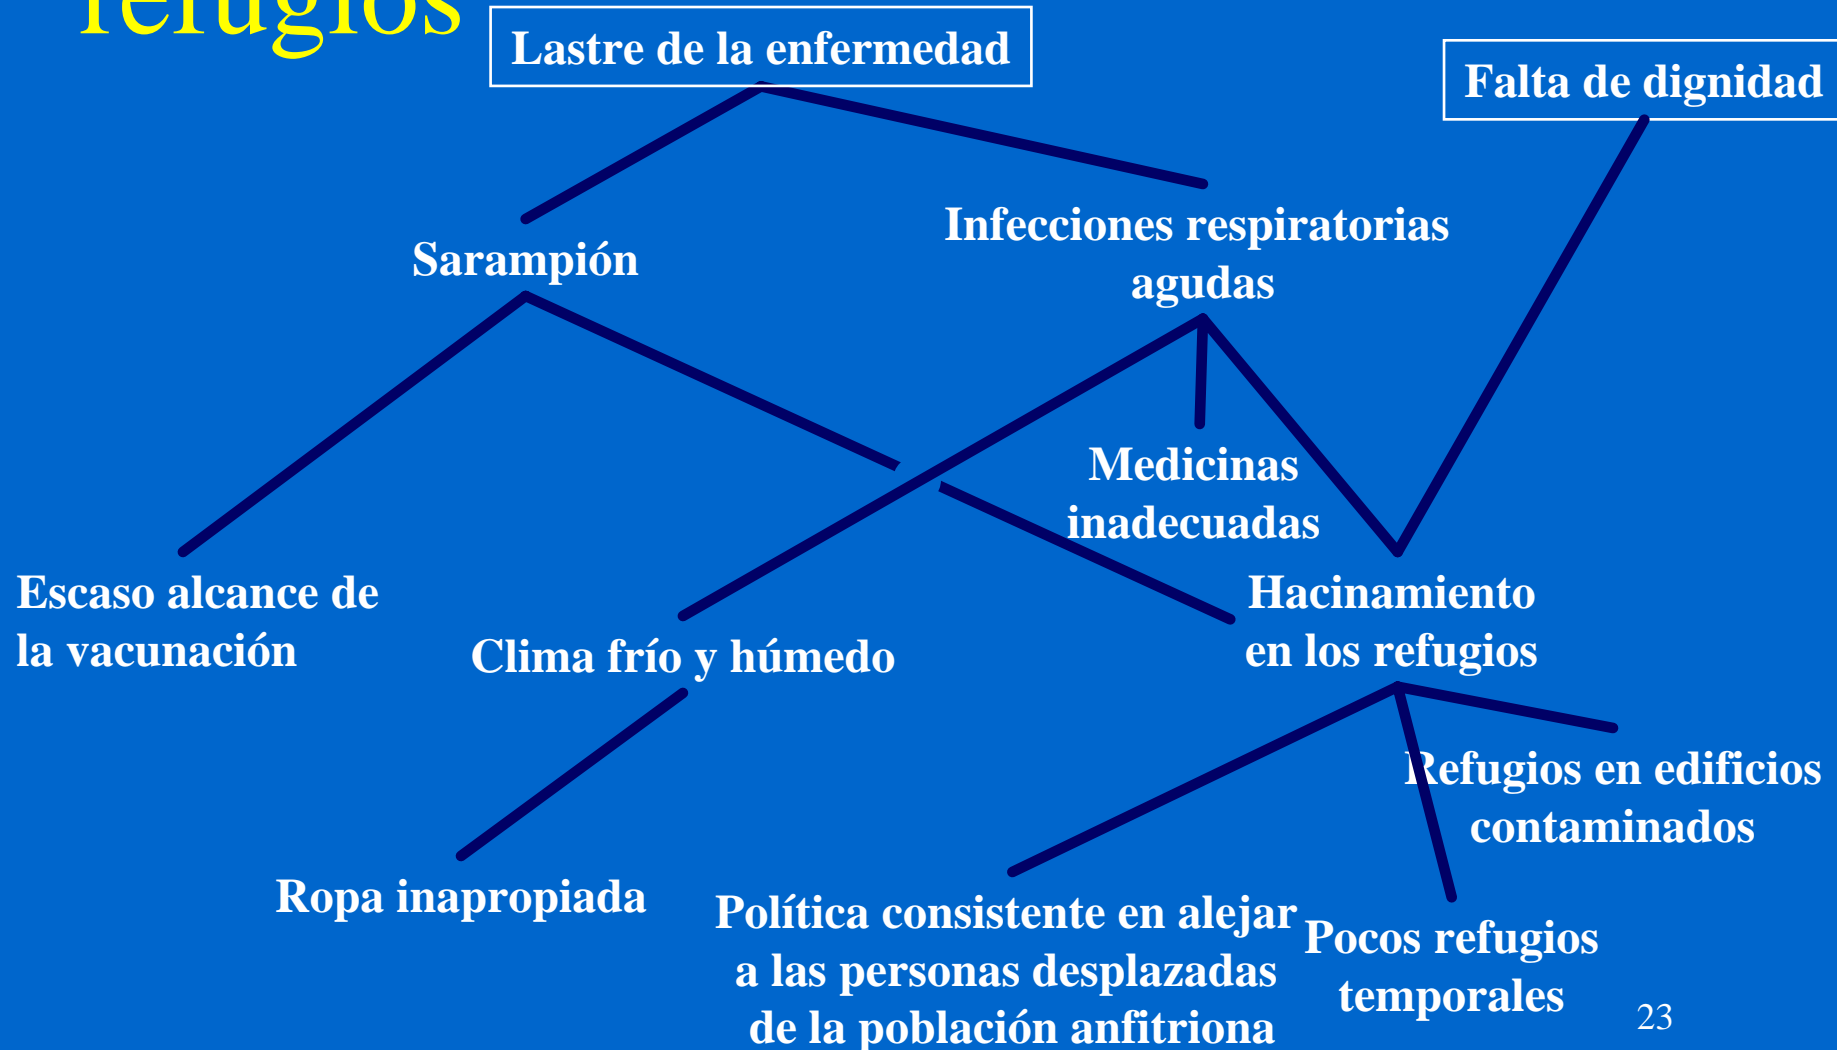 refugios
Lastre de la enfermedad
Falta de dignidad
Infecciones respiratorias
agudas
Sarampión
Medicinas
inadecuadas
Escaso alcance de
la vacunación
Clima frío y húmedo
Hacinamiento
en los refugios
Refugios en edificios
contaminados
Ropa inapropiada
Política consistente en alejar
a las personas desplazadas
de la población anfitriona
Pocos refugios
temporales
23